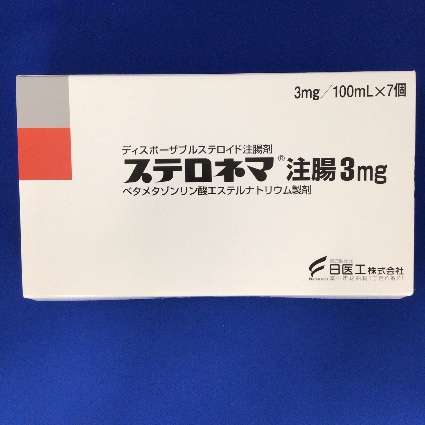 3mg/100mL×7個
ディスポーザブルステロイド注腸剤
ステロネマ®注腸3mg
ベタメタゾンリン酸エステルナトリウム製剤
日医工株式会社